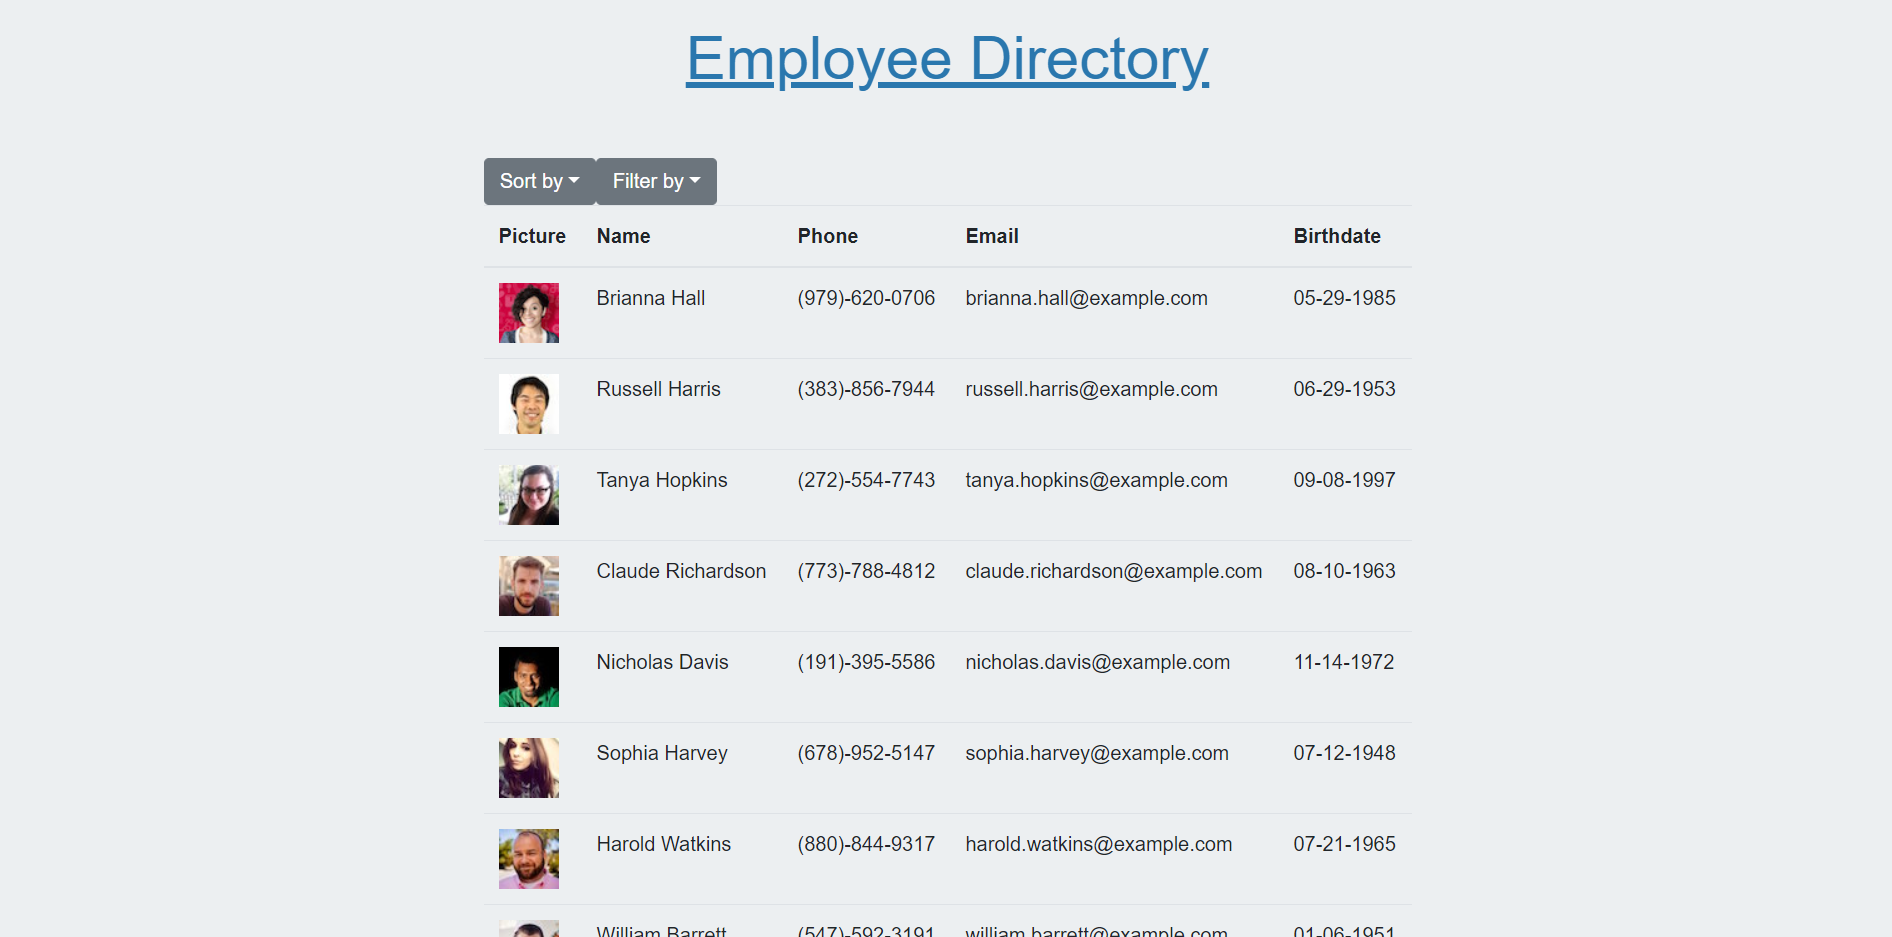 Employee Directory
Sort by Filter by
Picture Name Phone Email Birthdate
Brianna Hall (979)-620-0706 brianna.hall@example.com 05-29-1985
Russell Harris (383)-856-7944 russell.harris@example.com 06-29-1953
Tanya Hopkins (272)-554-7743 tanya.hopkins@example.com 09-08-1997
Claude Richardson (773)-788-4812 claude.richardson@example.com 08-10-1963
Nicholas Davis (191)-395-5586 nicholas.davis@example.com 11-14-1972
Sophia Harvey (678)-952-5147 sophia.harvey@example.com 07-12-1948
Harold Watkins (880)-844-9317 harold.watkins@example.com 07-21-1965
William Barrett (547)-592-3191 william.barrett@example.com 01-06-1951